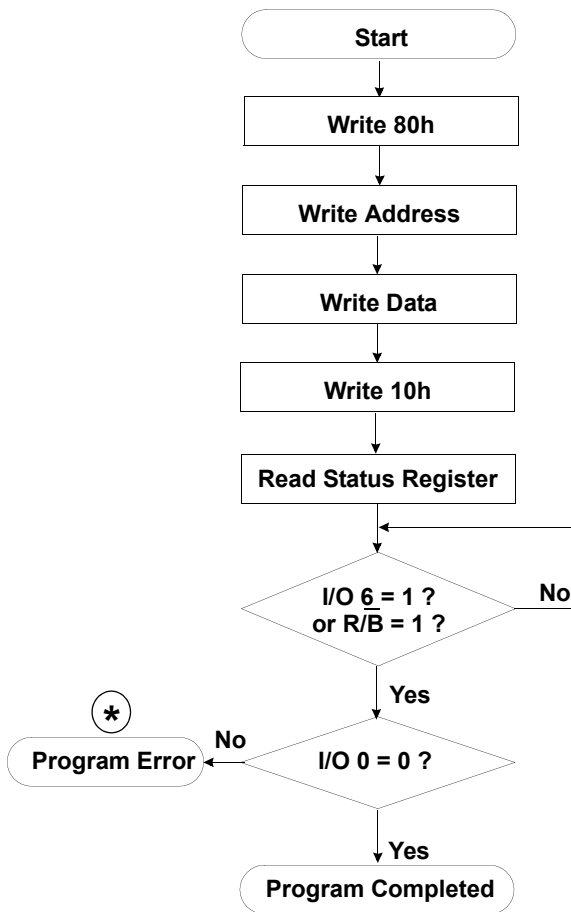 Start
Write 80h
Write Address
Write Data
Write 10h
Read Status Register
I/O 6 = 1 ?
or R/B̅ = 1 ?
No
Yes
*
No
Program Error
I/O 0 = 0 ?
Yes
Program Completed